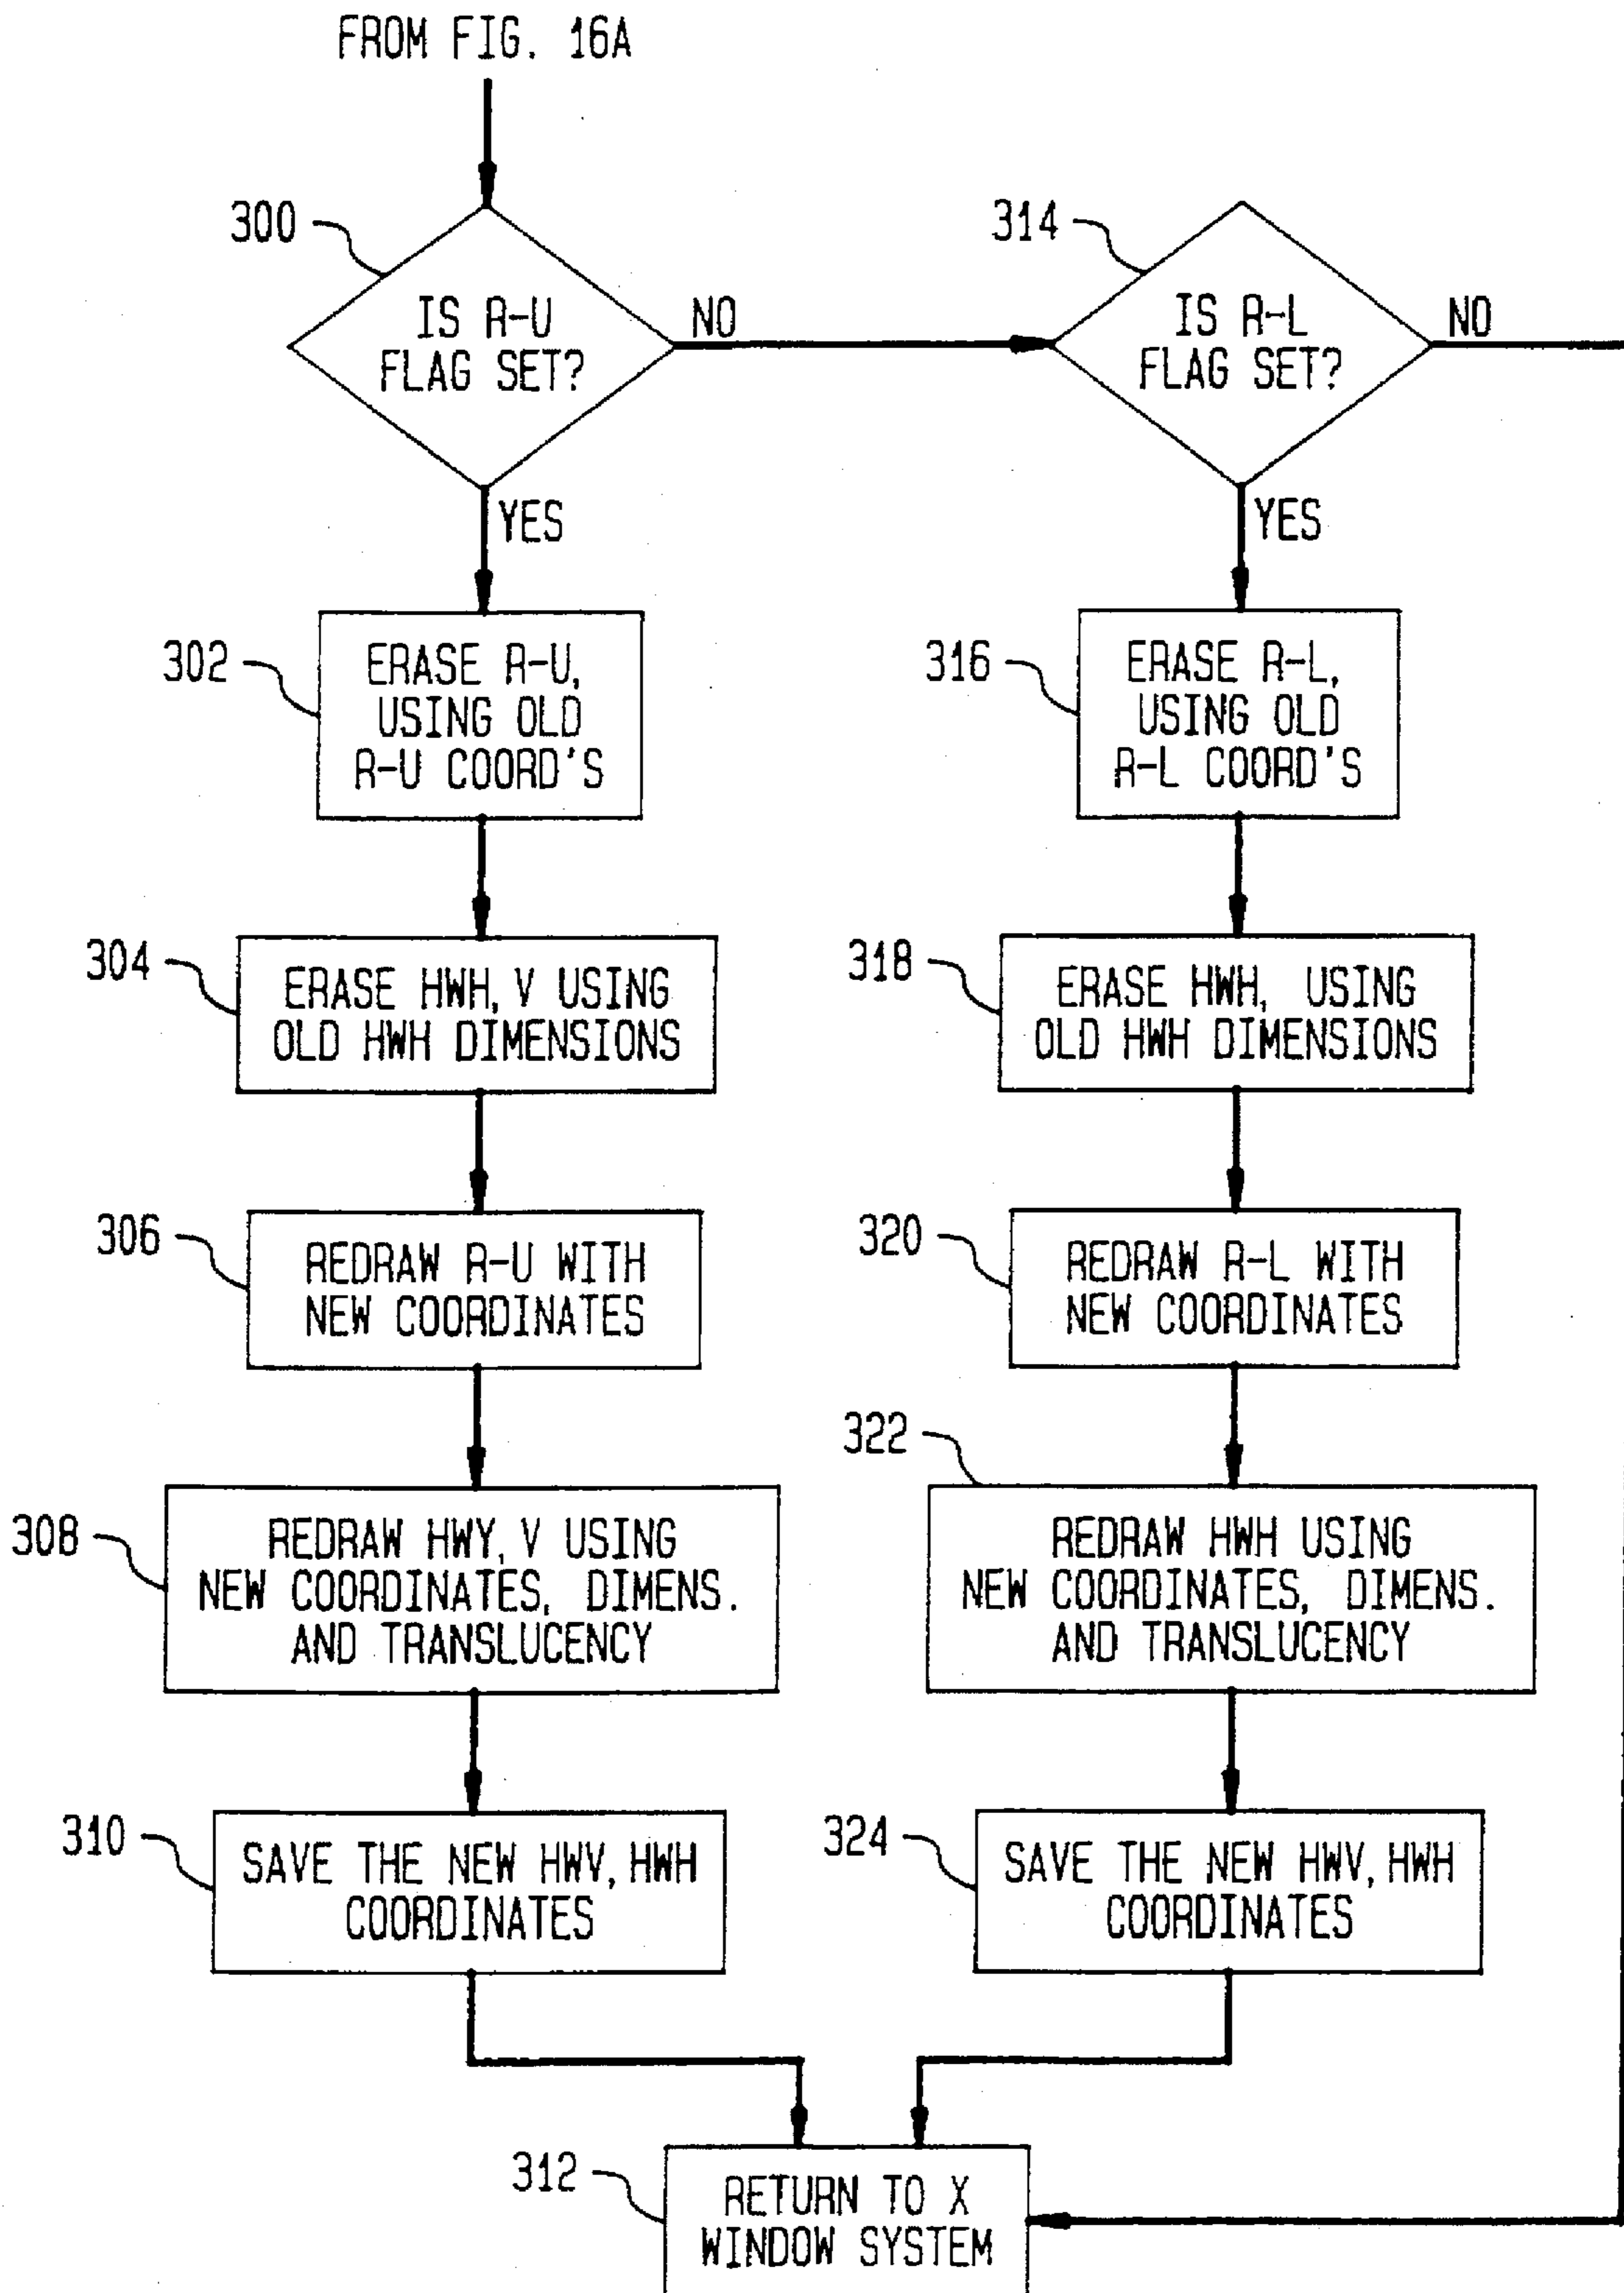 FROM FIG. 16A
300
IS R-U
FLAG SET?
NO
YES
314
IS R-L
FLAG SET?
NO
YES
302
ERASE R-U,
USING OLD
R-U COORD'S
316
ERASE R-L,
USING OLD
R-L COORD'S
304
ERASE HWH, V USING
OLD HWH DIMENSIONS
318
ERASE HWH, USING
OLD HWH DIMENSIONS
306
REDRAW R-U WITH
NEW COORDINATES
320
REDRAW R-L WITH
NEW COORDINATES
308
REDRAW HWY, V USING
NEW COORDINATES, DIMENS.
AND TRANSLUCENCY
322
REDRAW HWH USING
NEW COORDINATES, DIMENS.
AND TRANSLUCENCY
310
SAVE THE NEW HWV, HWH
COORDINATES
324
SAVE THE NEW HWV, HWH
COORDINATES
312
RETURN TO X
WINDOW SYSTEM